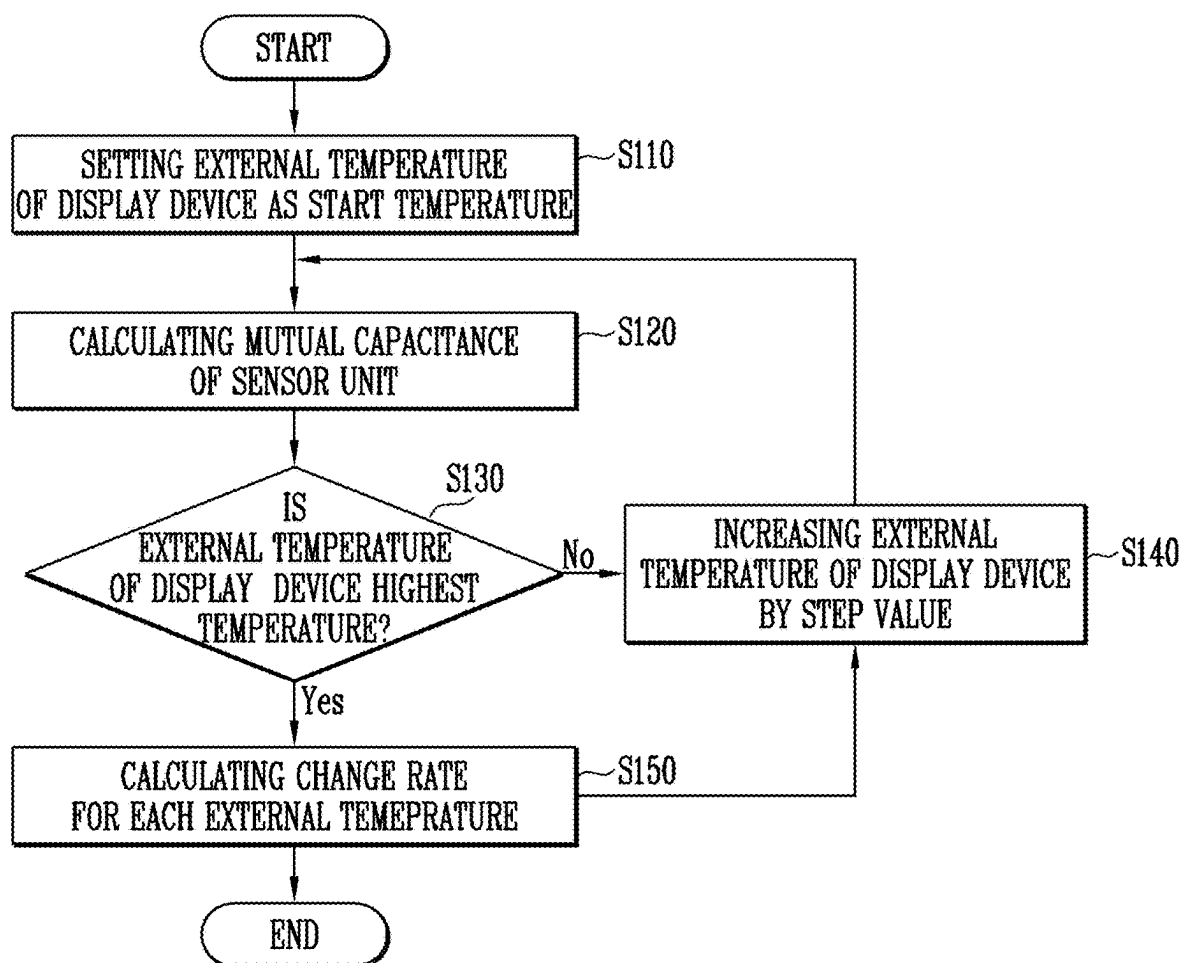 START
SETTING EXTERNAL TEMPERATURE
OF DISPLAY DEVICE AS START TEMPERATURE
S110
CALCULATING MUTUAL CAPACITANCE
OF SENSOR UNIT
S120
S130
IS
EXTERNAL TEMPERATURE
OF DISPLAY DEVICE HIGHEST
TEMPERATURE?
No
INCREASING EXTERNAL
TEMPERATURE OF DISPLAY DEVICE
BY STEP VALUE
S140
Yes
CALCULATING CHANGE RATE
FOR EACH EXTERNAL TEMEPRATURE
S150
END